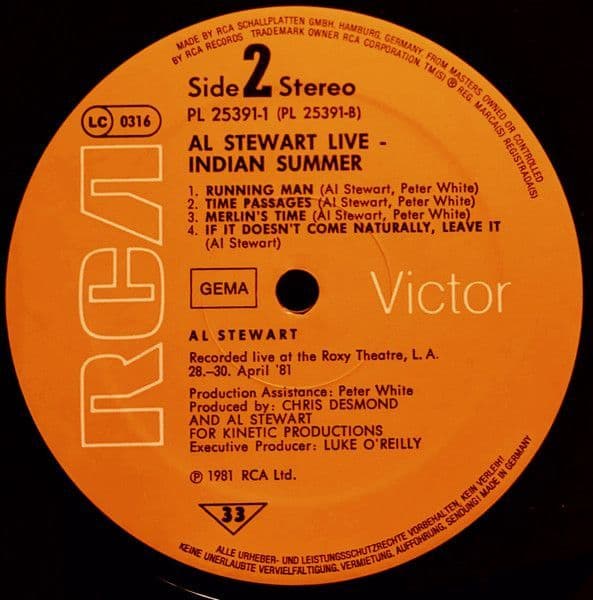 MADE BY RCA SCHALLPLATTEN GMBH, HAMBURG, GERMANY, FROM MASTERS OWNED OR CONTROLLED
BY RCA RECORDS TRADEMARK OWNER RCA CORPORATION, TM(S) ® REG. MARCA(S) REGISTRADA(S)
Side 2 Stereo
PL 25391-1 (PL 25391-B)
LC 0316
AL STEWART LIVE -
INDIAN SUMMER
1. RUNNING MAN (Al Stewart, Peter White)
2. TIME PASSAGES (Al Stewart, Peter White)
3. MERLIN'S TIME (Al Stewart, Peter White)
4. IF IT DOESN'T COME NATURALLY, LEAVE IT
(Al Stewart)
RCA
GEMA
Victor
AL STEWART
Recorded live at the Roxy Theatre, L. A.
28.–30. April '81
Production Assistance: Peter White
Produced by: CHRIS DESMOND
AND AL STEWART
FOR KINETIC PRODUCTIONS
Executive Producer: LUKE O'REILLY
℗ 1981 RCA Ltd.
33
ALLE URHEBER- UND LEISTUNGSSCHUTZRECHTE VORBEHALTEN, KEIN VERLEIH!
KEINE UNERLAUBTE VERVIELFÄLTIGUNG, VERMIETUNG, AUFFÜHRUNG, SENDUNG! MADE IN GERMANY